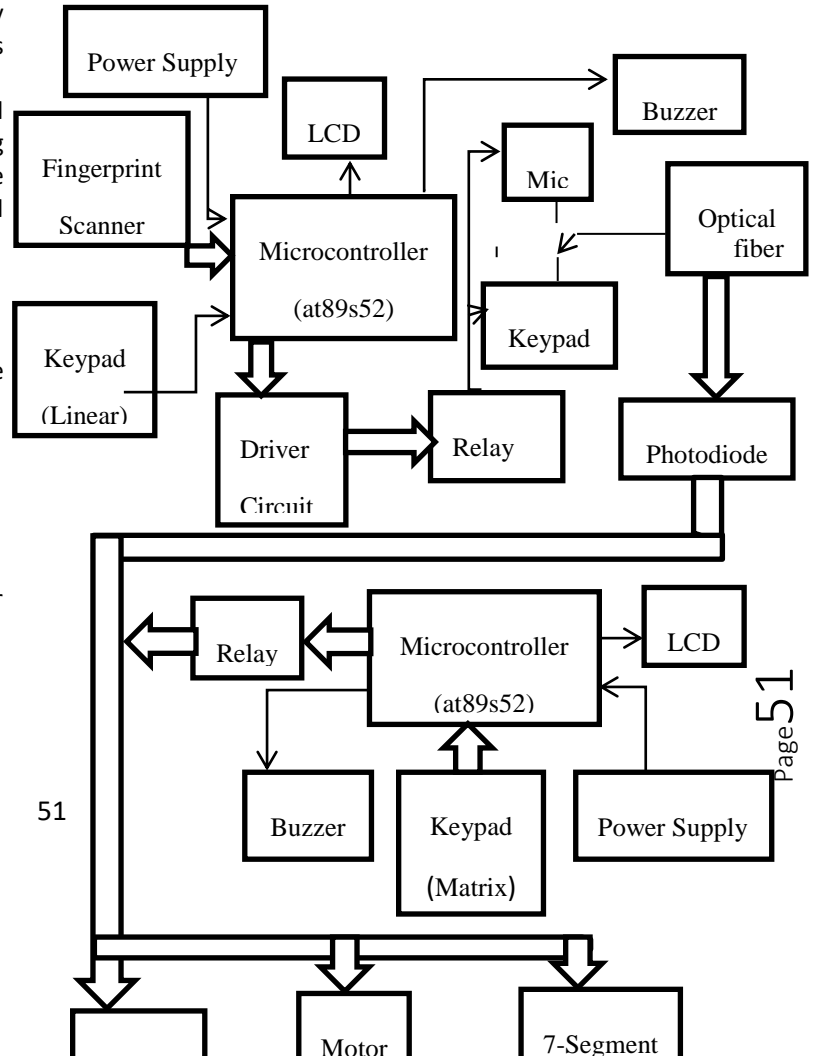 Power Supply
LCD
Buzzer
Fingerprint
Scanner
Mic
Optical
fiber
Microcontroller
(at89s52)
Keypad
Keypad
(Linear)
Driver
Circuit
Relay
Photodiode
Relay
Microcontroller
(at89s52)
LCD
Page 51
51
Buzzer
Keypad
(Matrix)
Power Supply
Motor
7-Segment